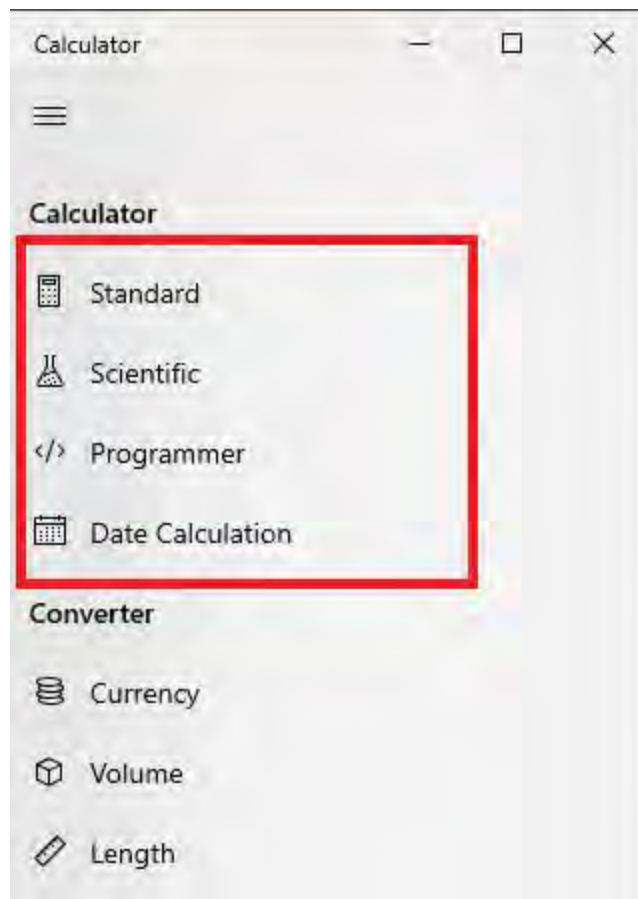 Calculator
Calculator
Standard
Scientific
Programmer
Date Calculation
Converter
Currency
Volume
Length